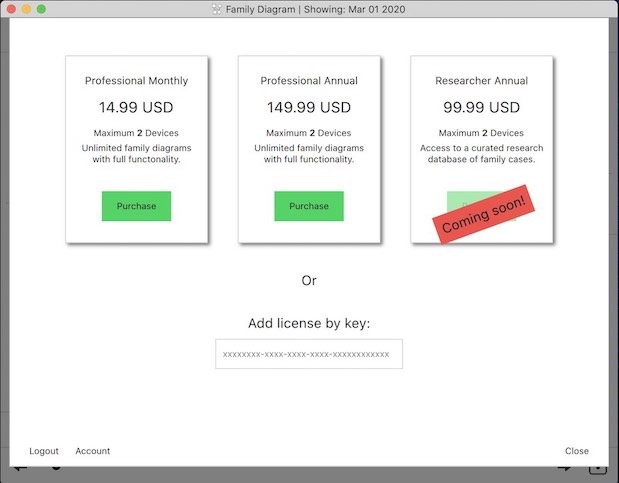 Family Diagram | Showing: Mar 01 2020
Professional Monthly
14.99 USD
Maximum 2 Devices
Unlimited family diagrams
with full functonality.
Purchase
Professional Annual
149.99 USD
Maximum 2 Devices
Unlimited family diagrams
with full functonality.
Purchase
Researcher Annual
99.99 USD
Maximum 2 Devices
Access to a curated research
database of family cases.
Coming soon!
Or
Add license by key:
xxxxxxxx-xxxx-xxxx-xxxx-xxxxxxxxxxxx
Logout
Account
Close